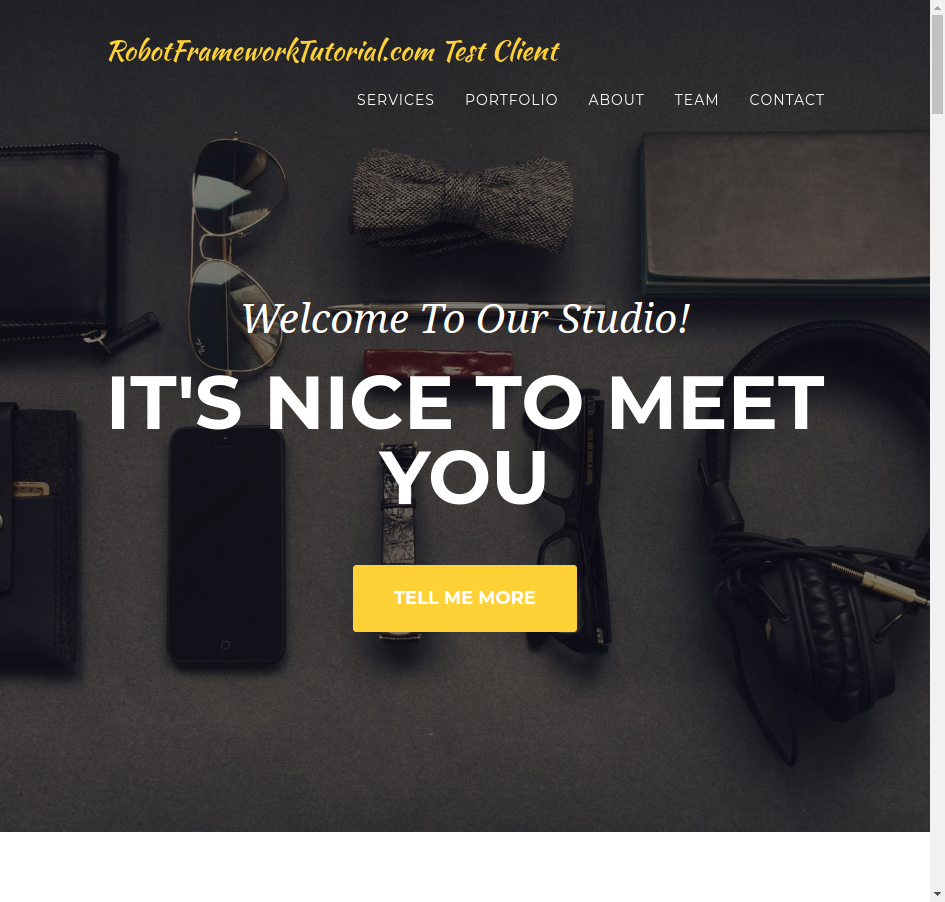 RobotFrameworkTutorial.com Test Client
SERVICES PORTFOLIO ABOUT TEAM CONTACT
Welcome To Our Studio!
IT'S NICE TO MEET
YOU
TELL ME MORE